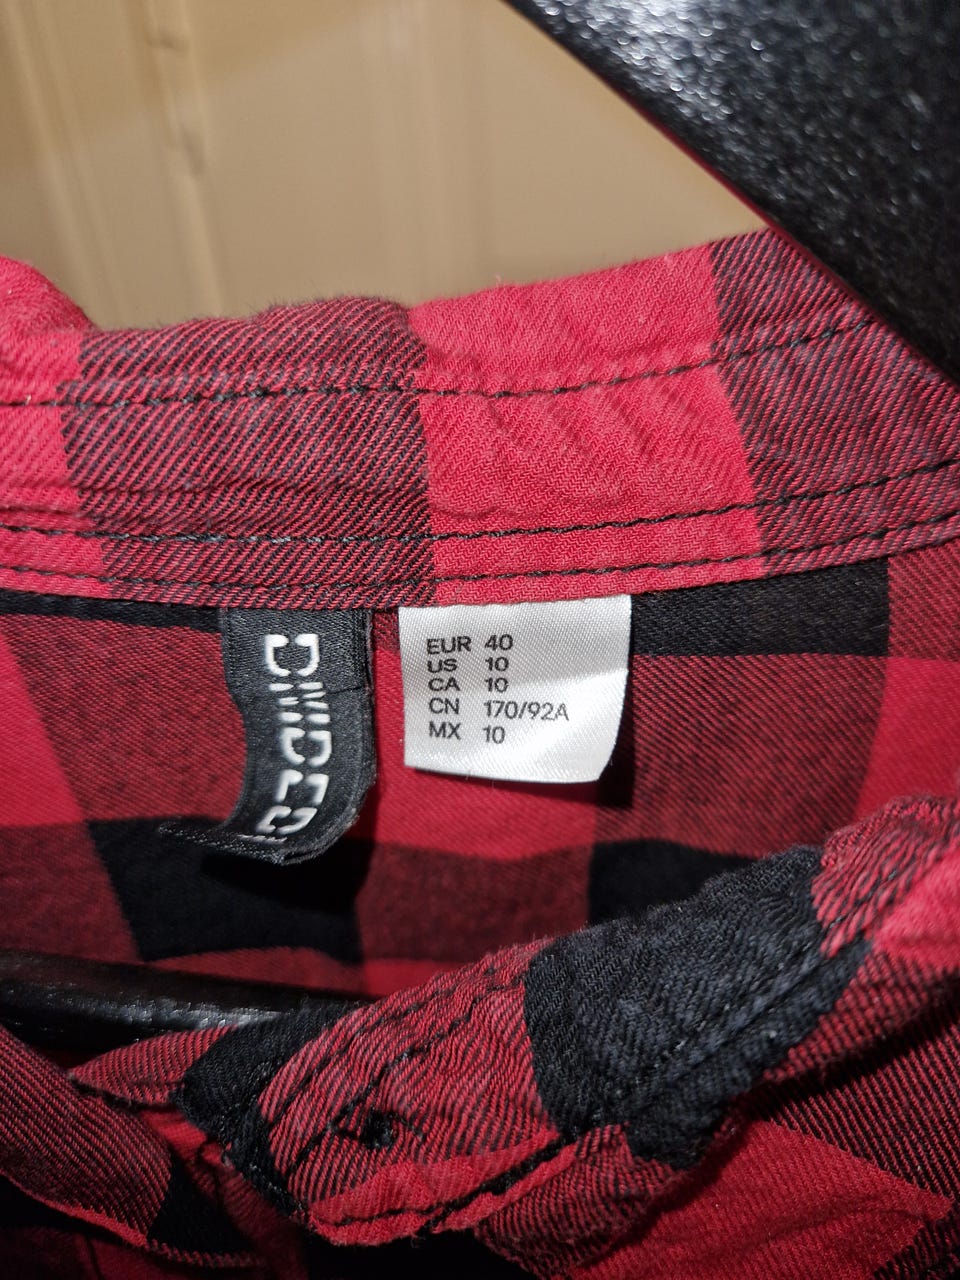 DIVIDED
EUR 40
US 10
CA 10
CN 170/92A
MX 10